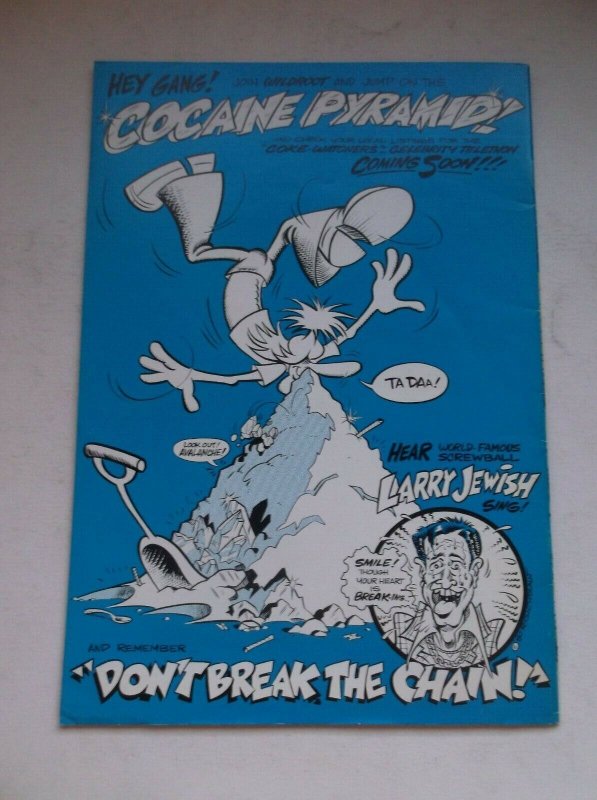 HEY GANG! JOIN WILDROOT AND JUMP ON THE
COCAINE PYRAMID!
AND CHECK YOUR LOCAL LISTINGS FOR THE
"COKE-WATCHERS" CELEBRITY TELETHON
COMING SOON!!!
TA DAA!
LOOK OUT!
AVALANCHE!
HEAR WORLD-FAMOUS
SCREWBALL
LARRY JEWISH
SING!
SMILE!
THOUGH
YOUR HEART
IS
BREAKING
AND REMEMBER
"DON'T BREAK THE CHAIN!"